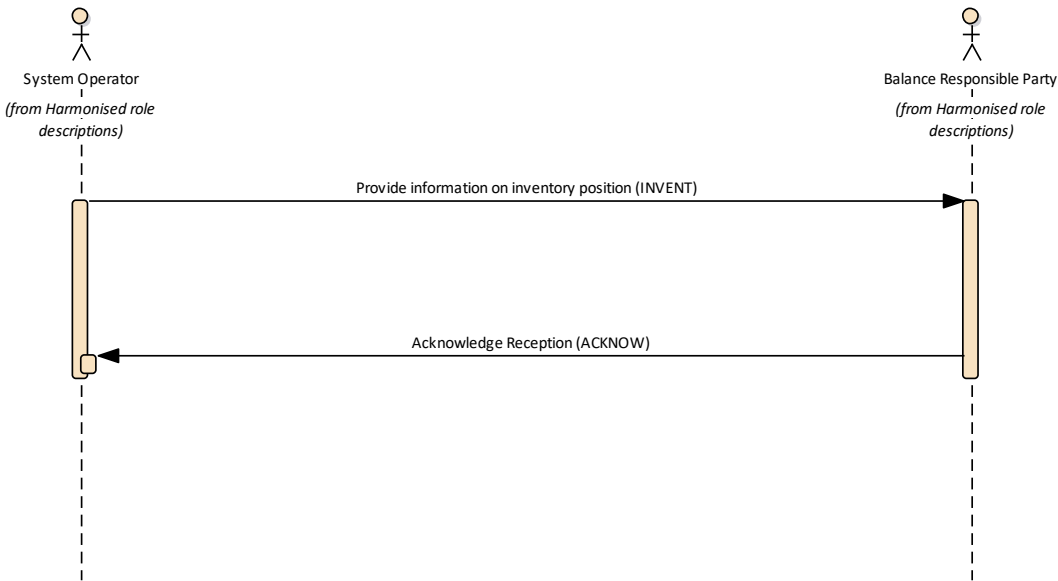 System Operator
Balance Responsible Party
(from Harmonised role
descriptions)
(from Harmonised role
descriptions)
Provide information on inventory position (INVENT)
Acknowledge Reception (ACKNOW)